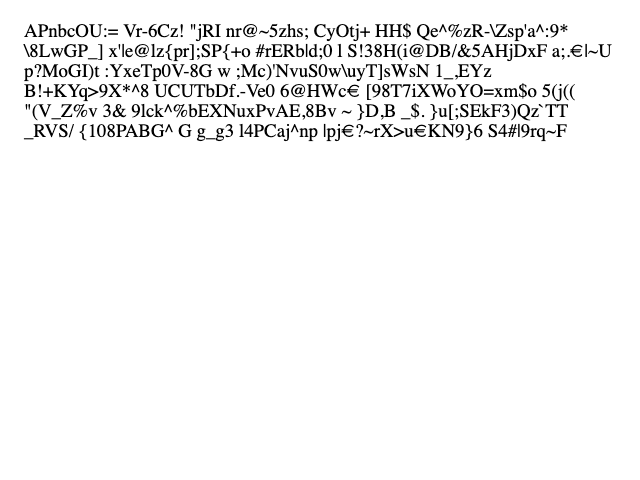 APnbcOU:= Vr-6Cz! "jRI nr@~5zhs; CyOtj+ HH$ Qe^%zR-\Zsp'a^:9*
\8LwGP_] x'|e@lz{pr];SP{+o #rERb|d;0 l S!38H(i@DB/&5AHjDxF a;.€|~U
p?MoGI)t :YxeTp0V-8G w ;Mc)'NvuS0w\uyT]sWsN 1_,EYz
B!+KYq>9X*^8 UCUTbDf.-Ve0 6@HWc€ [98T7iXWoYO=xm$o 5(j((
"(V_Z%v 3& 9lck^%bEXNuxPvAE,8Bv ~ }D,B _$. }u[;SEkF3)Qz`TT
_RVS/ {108PABG^ G g_g3 l4PCaj^np |pj€?~rX>u€KN9}6 S4#|9rq~F